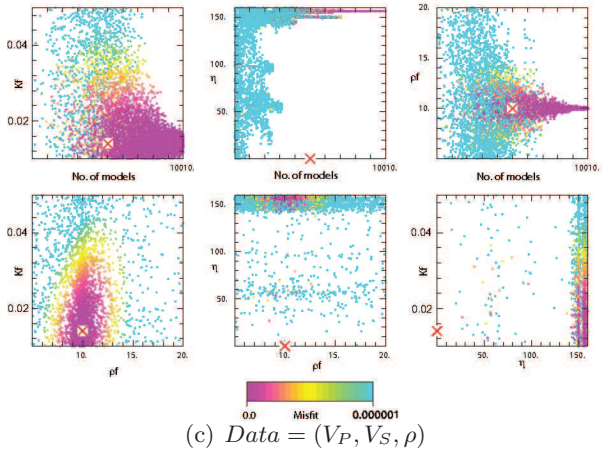 0.04
0.02
Kf
No. of models
10010.
150.
100.
50.
η
No. of models
10010.
20.
15.
10.
ρf
No. of models
10010.
0.04
0.02
Kf
10.
15.
20.
ρf
150.
100.
50.
η
10.
15.
20.
ρf
0.04
0.02
Kf
50.
100.
150.
η
0.0 Misfit 0.000001
(c) Data = (V_P, V_S, ρ)